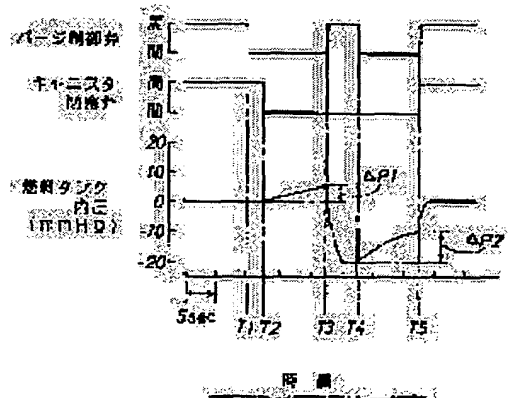 パージ制御弁
開
閉
キャニスタ
閉塞弁
開
閉
燃料タンク
内圧
(mmHg)
20
10
0
-10
-20
ΔP1
ΔP2
5sec
T1 T2 T3 T4 T5
時 間